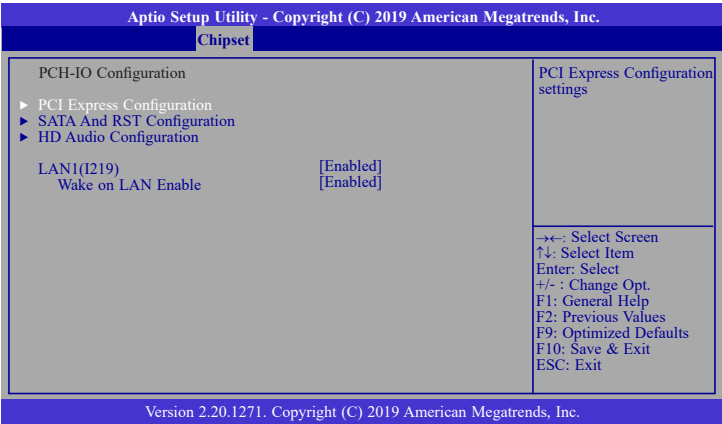 Aptio Setup Utility - Copyright (C) 2019 American Megatrends, Inc.
Chipset
PCH-IO Configuration
► PCI Express Configuration
► SATA And RST Configuration
► HD Audio Configuration
LAN1(I219) [Enabled]
Wake on LAN Enable [Enabled]
PCI Express Configuration
settings
→←: Select Screen
↑↓: Select Item
Enter: Select
+/- : Change Opt.
F1: General Help
F2: Previous Values
F9: Optimized Defaults
F10: Save & Exit
ESC: Exit
Version 2.20.1271. Copyright (C) 2019 American Megatrends, Inc.